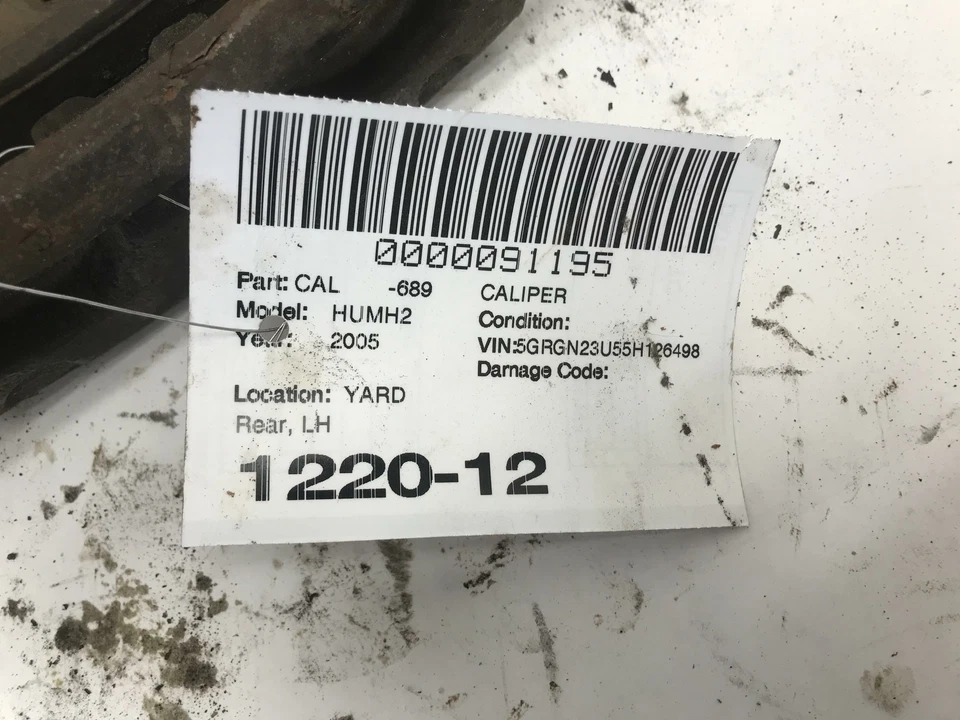 0000091195
Part: CAL -689 CALIPER
Model: HUMH2 Condition:
Year: 2005 VIN:5GRGN23U55H126498
Damage Code:
Location: YARD
Rear, LH
1220-12